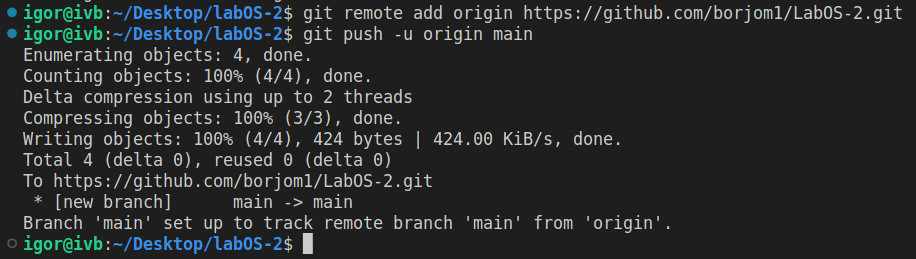 igor@ivb:~/Desktop/labOS-2$ git remote add origin https://github.com/borjom1/LabOS-2.git
igor@ivb:~/Desktop/labOS-2$ git push -u origin main
Enumerating objects: 4, done.
Counting objects: 100% (4/4), done.
Delta compression using up to 2 threads
Compressing objects: 100% (3/3), done.
Writing objects: 100% (4/4), 424 bytes | 424.00 KiB/s, done.
Total 4 (delta 0), reused 0 (delta 0)
To https://github.com/borjom1/LabOS-2.git
 * [new branch]      main -> main
Branch 'main' set up to track remote branch 'main' from 'origin'.
igor@ivb:~/Desktop/labOS-2$